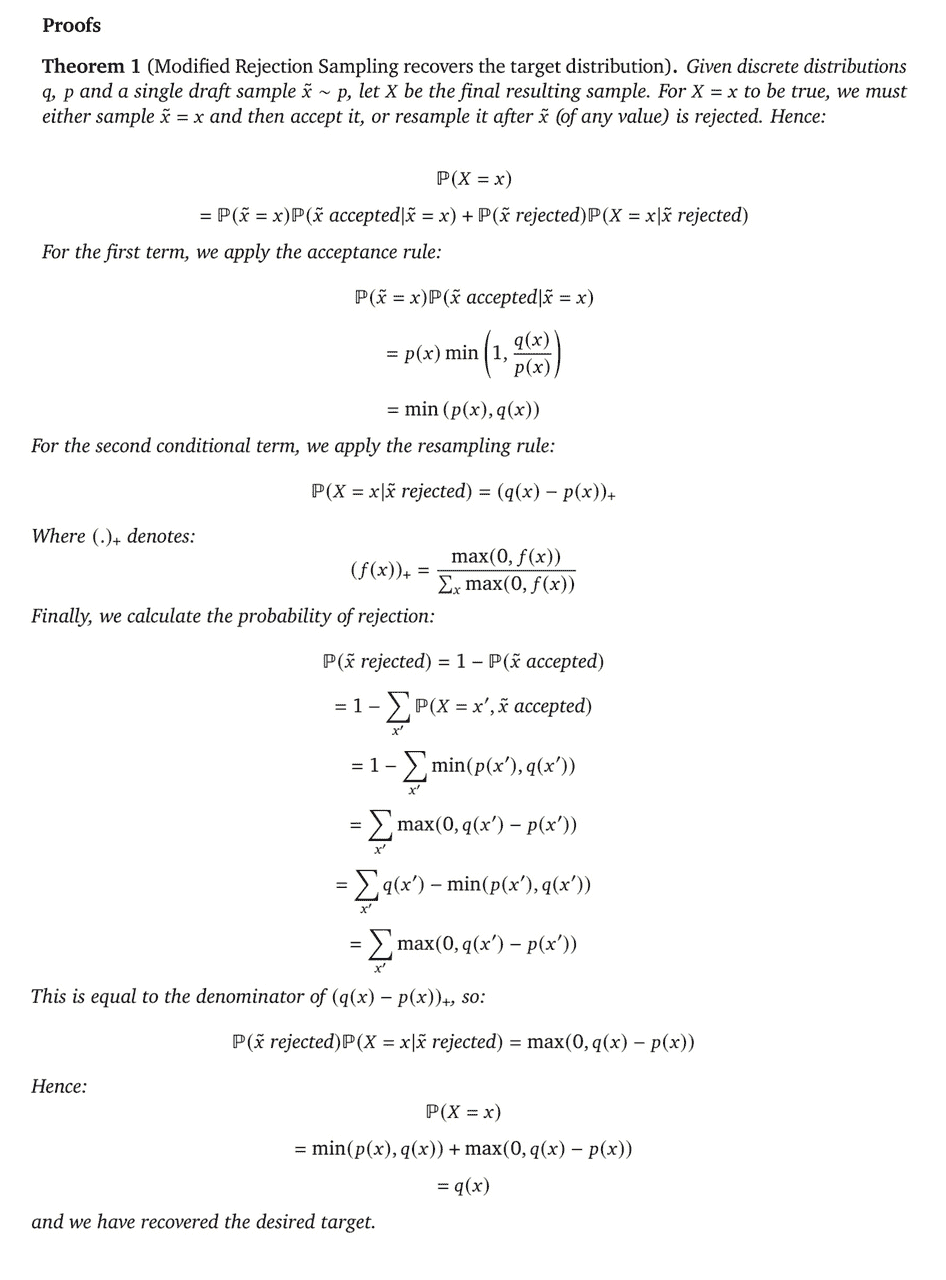 Proofs
Theorem 1 (Modified Rejection Sampling recovers the target distribution). Given discrete distributions
q, p and a single draft sample x̃ ∼ p, let X be the final resulting sample. For X = x to be true, we must
either sample x̃ = x and then accept it, or resample it after x̃ (of any value) is rejected. Hence:
ℙ(X = x)
= ℙ(x̃ = x)ℙ(x̃ accepted|x̃ = x) + ℙ(x̃ rejected)ℙ(X = x|x̃ rejected)
For the first term, we apply the acceptance rule:
ℙ(x̃ = x)ℙ(x̃ accepted|x̃ = x)
= p(x) min (1, q(x)/p(x))
= min (p(x), q(x))
For the second conditional term, we apply the resampling rule:
ℙ(X = x|x̃ rejected) = (q(x) − p(x))₊
Where (.)₊ denotes:
(f(x))₊ = max(0, f(x)) / ∑ₓ max(0, f(x))
Finally, we calculate the probability of rejection:
ℙ(x̃ rejected) = 1 − ℙ(x̃ accepted)
= 1 − ∑_{x′} ℙ(X = x′, x̃ accepted)
= 1 − ∑_{x′} min(p(x′), q(x′))
= ∑_{x′} max(0, q(x′) − p(x′))
= ∑_{x′} q(x′) − min(p(x′), q(x′))
= ∑_{x′} max(0, q(x′) − p(x′))
This is equal to the denominator of (q(x) − p(x))₊, so:
ℙ(x̃ rejected)ℙ(X = x|x̃ rejected) = max(0, q(x) − p(x))
Hence:
ℙ(X = x)
= min(p(x), q(x)) + max(0, q(x) − p(x))
= q(x)
and we have recovered the desired target.